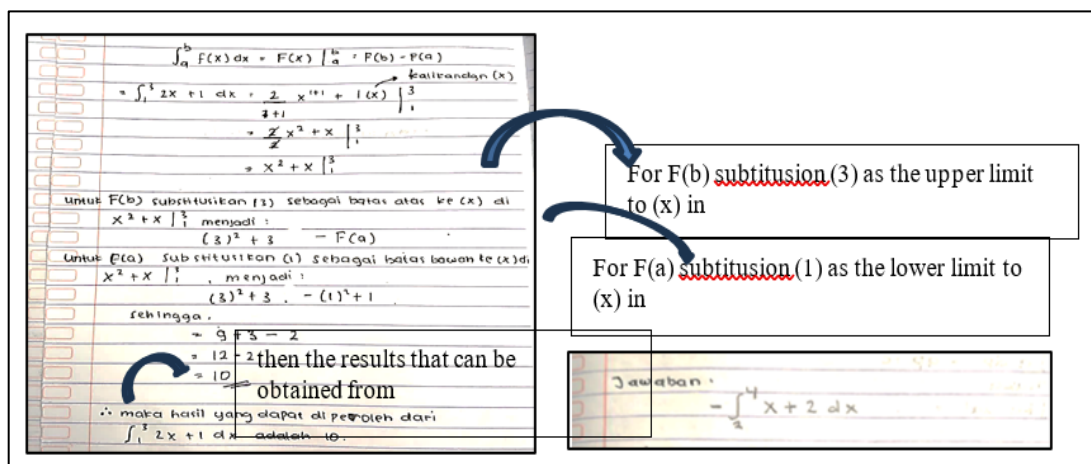 ∫ₐᵇ F(x) dx = F(x) |ₐᵇ = F(b) - F(a)
kalikandgn (x)
= ∫₁³ 2x + 1 dx = 2/(1+1) x¹⁺¹ + 1(x) |₁³
= 2/2 x² + x |₁³
= x² + x |₁³
untuk F(b) substitusikan (3) sebagai batas atas ke (x) di
x² + x |₁³ menjadi :
(3)² + 3 - F(a)
untuk F(a) substitusikan (1) sebagai batas bawah ke (x) di
x² + x |₁³ , menjadi :
(3)² + 3 . - (1)² + 1
sehingga .
= 9 + 3 - 2
= 12 - 2
= 10
∴ maka hasil yang dapat di peroleh dari
∫₁³ 2x + 1 dx adalah 10.
For F(b) subtitusion (3) as the upper limit
to (x) in
For F(a) subtitusion (1) as the lower limit to
(x) in
then the results that can be
obtained from
Jawaban .
- ∫₂⁴ x + 2 dx